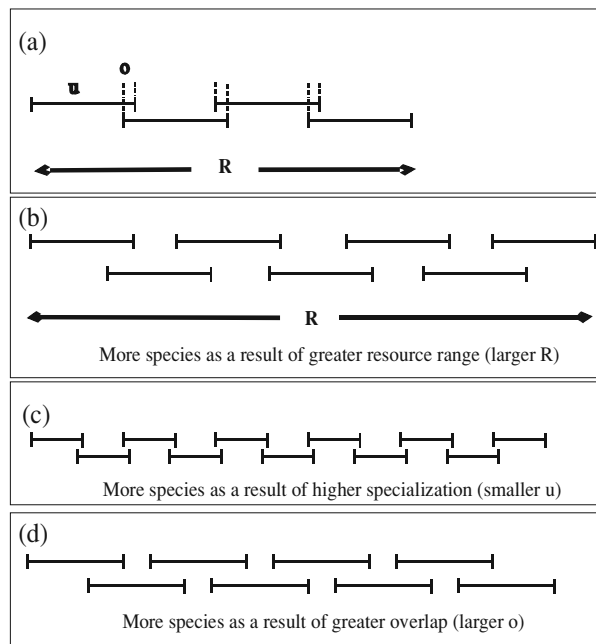 (a)
o
u
R
(b)
R
More species as a result of greater resource range (larger R)
(c)
More species as a result of higher specialization (smaller u)
(d)
More species as a result of greater overlap (larger o)